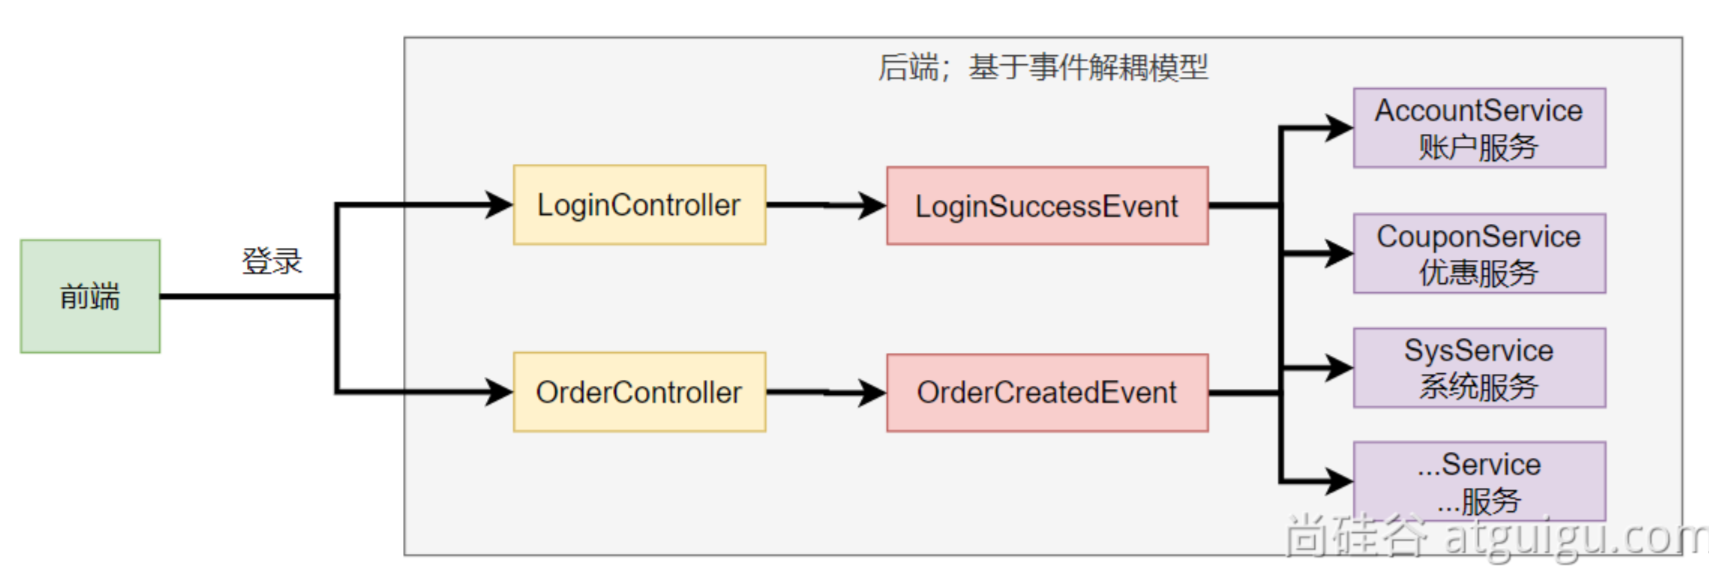 后端；基于事件解耦模型
前端
登录
LoginController
LoginSuccessEvent
OrderController
OrderCreatedEvent
AccountService
账户服务
CouponService
优惠服务
SysService
系统服务
...Service
...服务
尚硅谷 atguigu.com